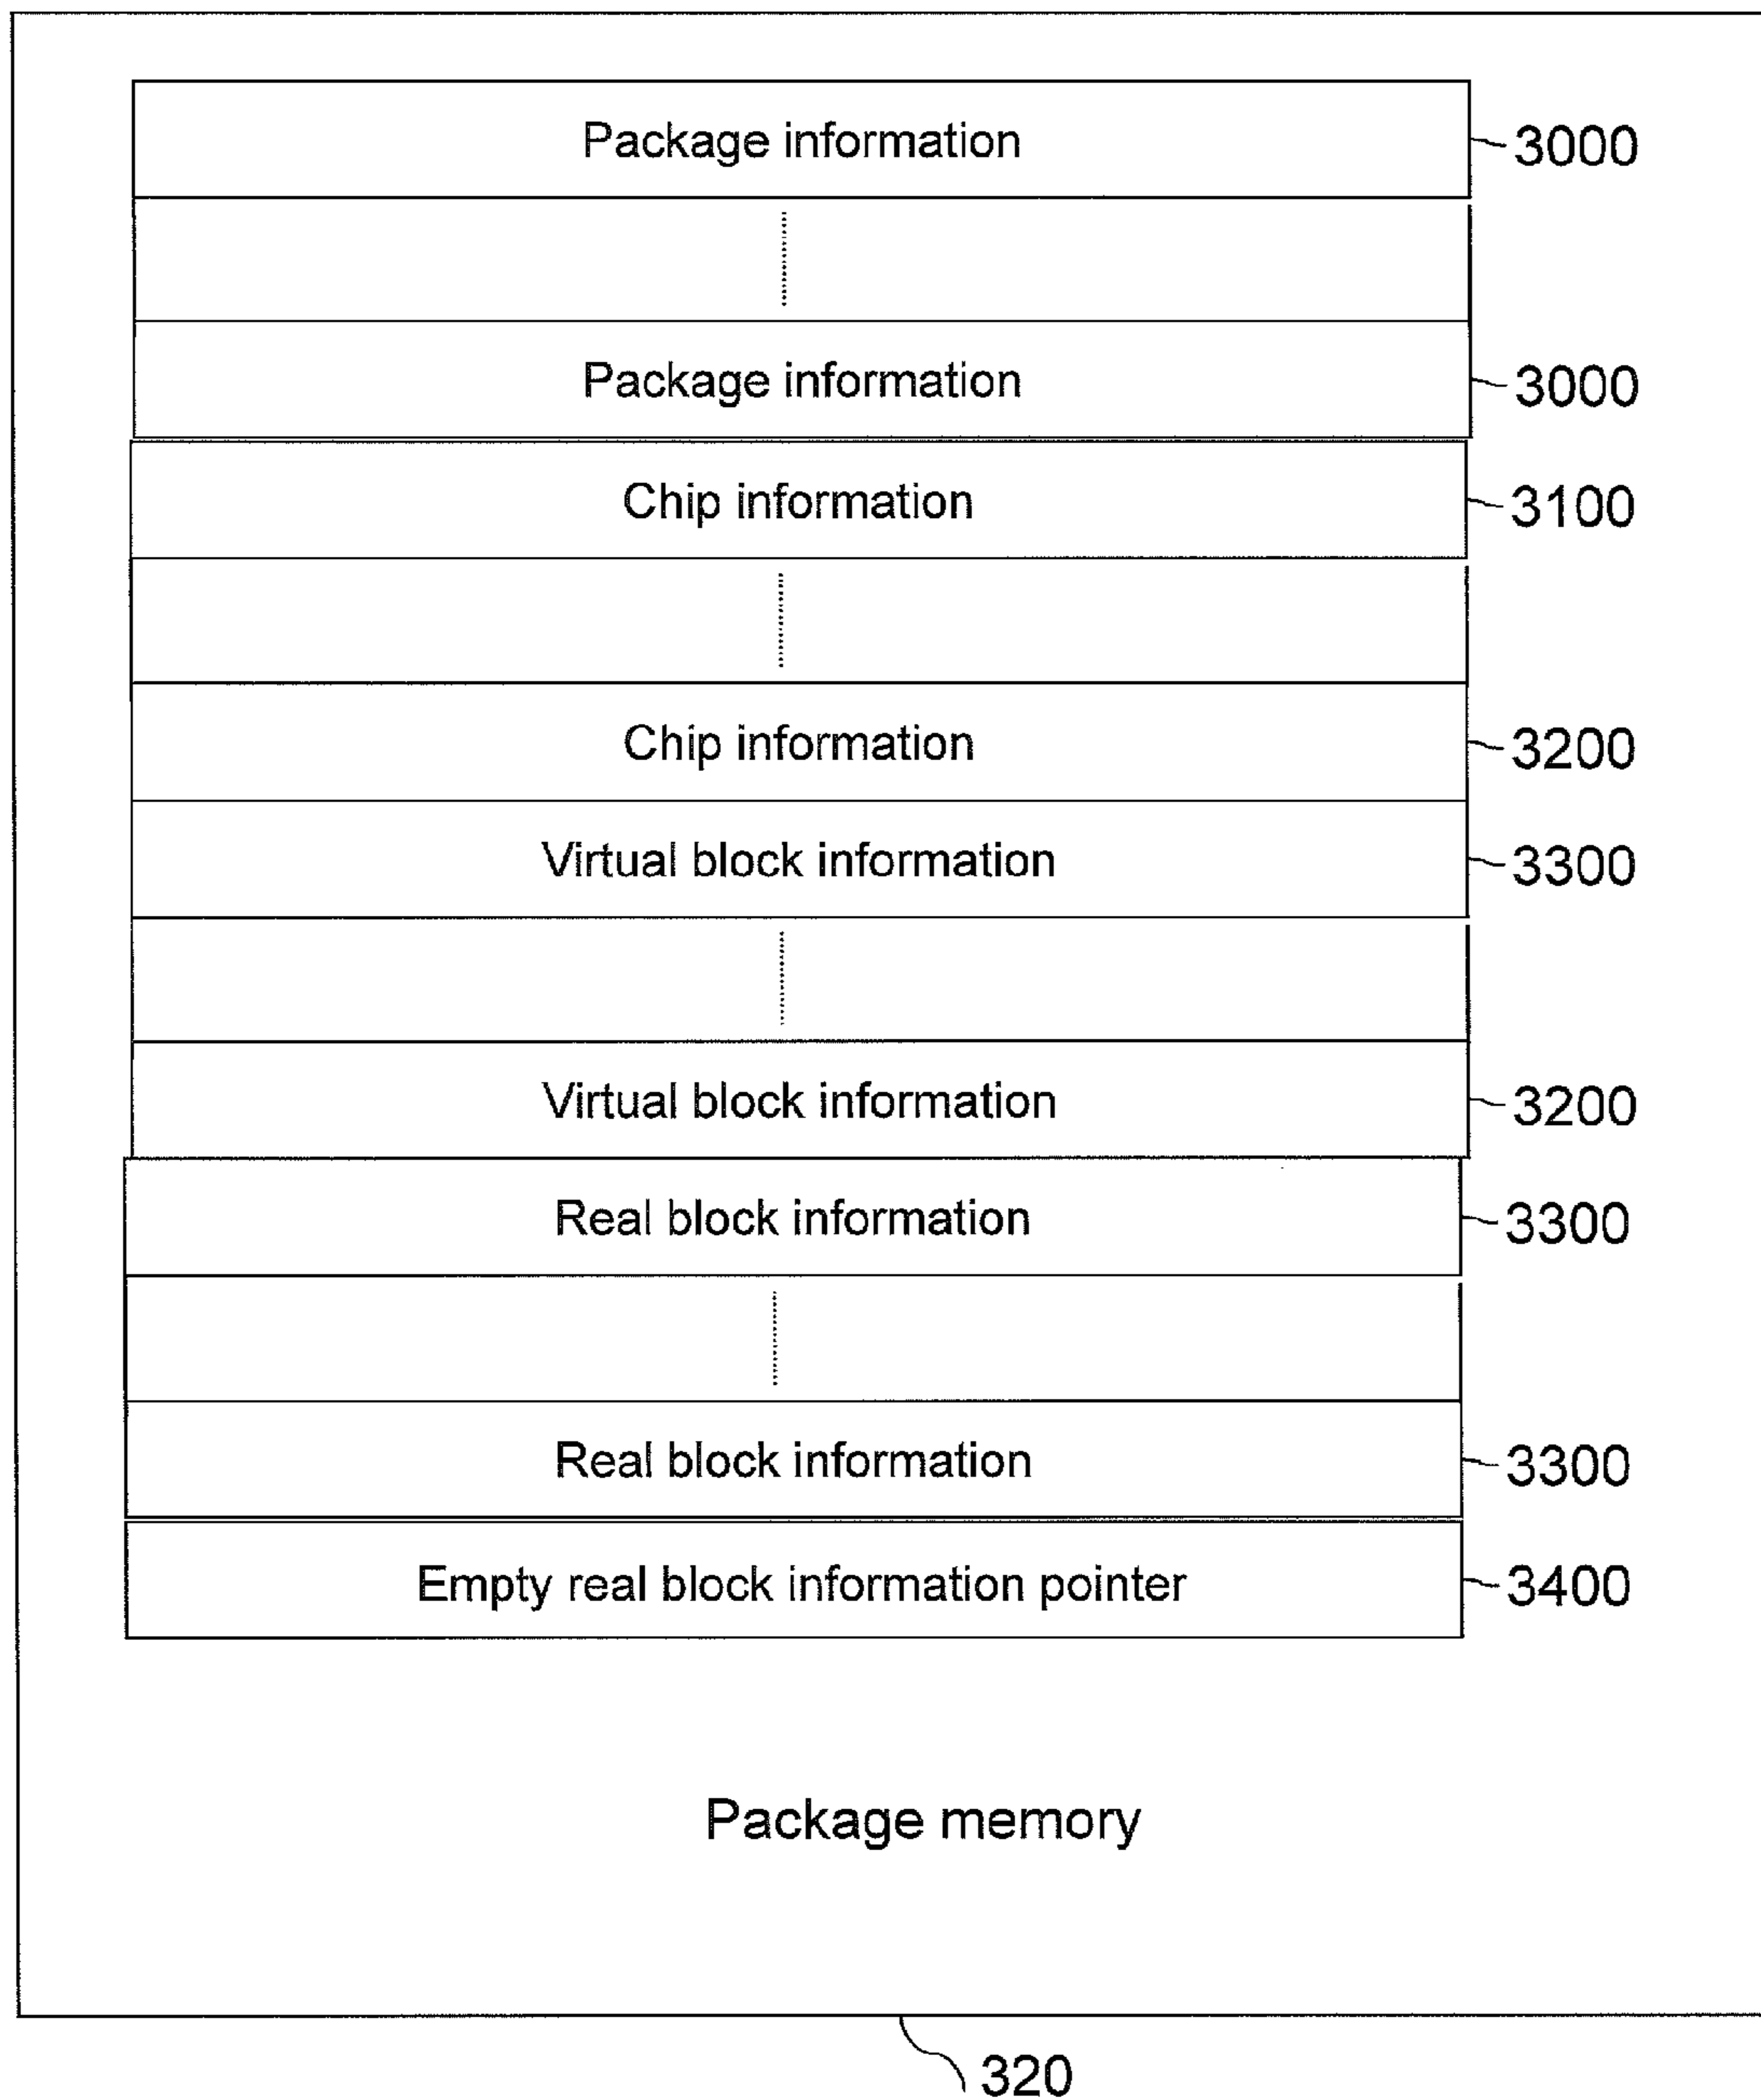 Package information 3000
Package information 3000
Chip information 3100
Chip information 3200
Virtual block information 3300
Virtual block information 3200
Real block information 3300
Real block information 3300
Empty real block information pointer 3400
Package memory
320